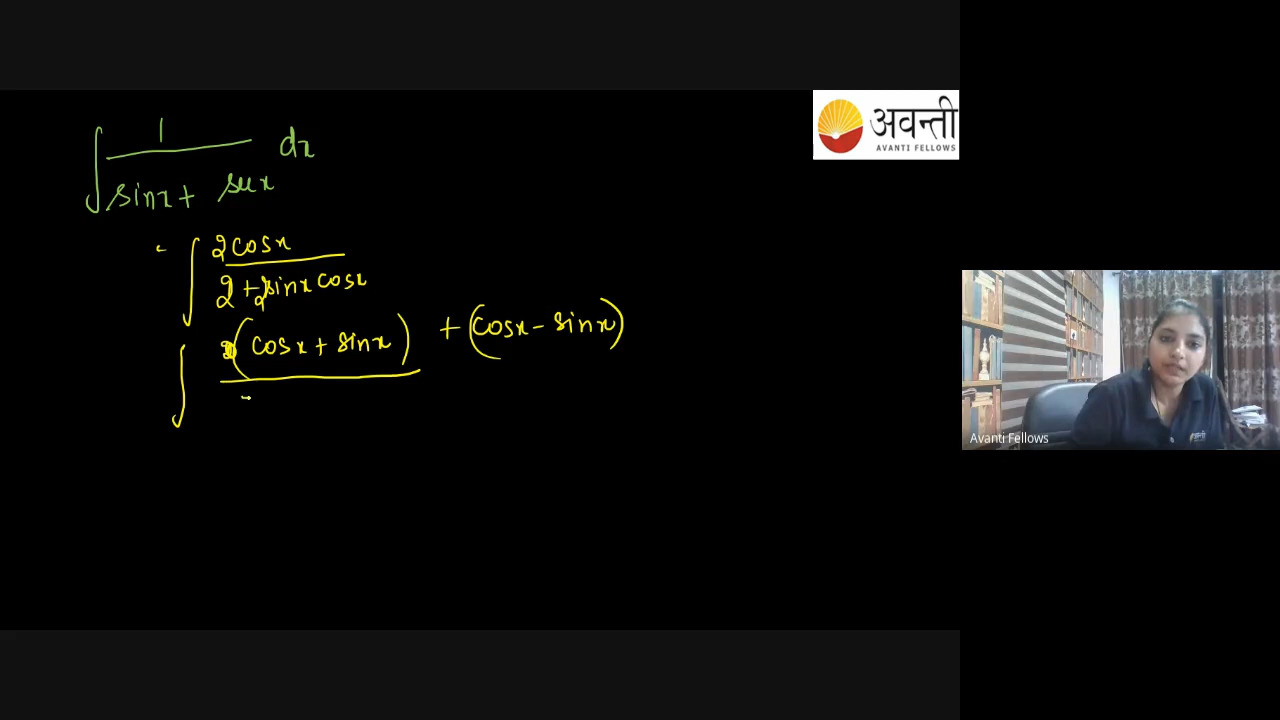 ∫ 1 / (sinx + secx) dx
∫ 2cosx / (2 + 2sinx cosx)
∫ (cosx + sinx) + (cosx - sinx)
अवन्ती
AVANTI FELLOWS
Avanti Fellows